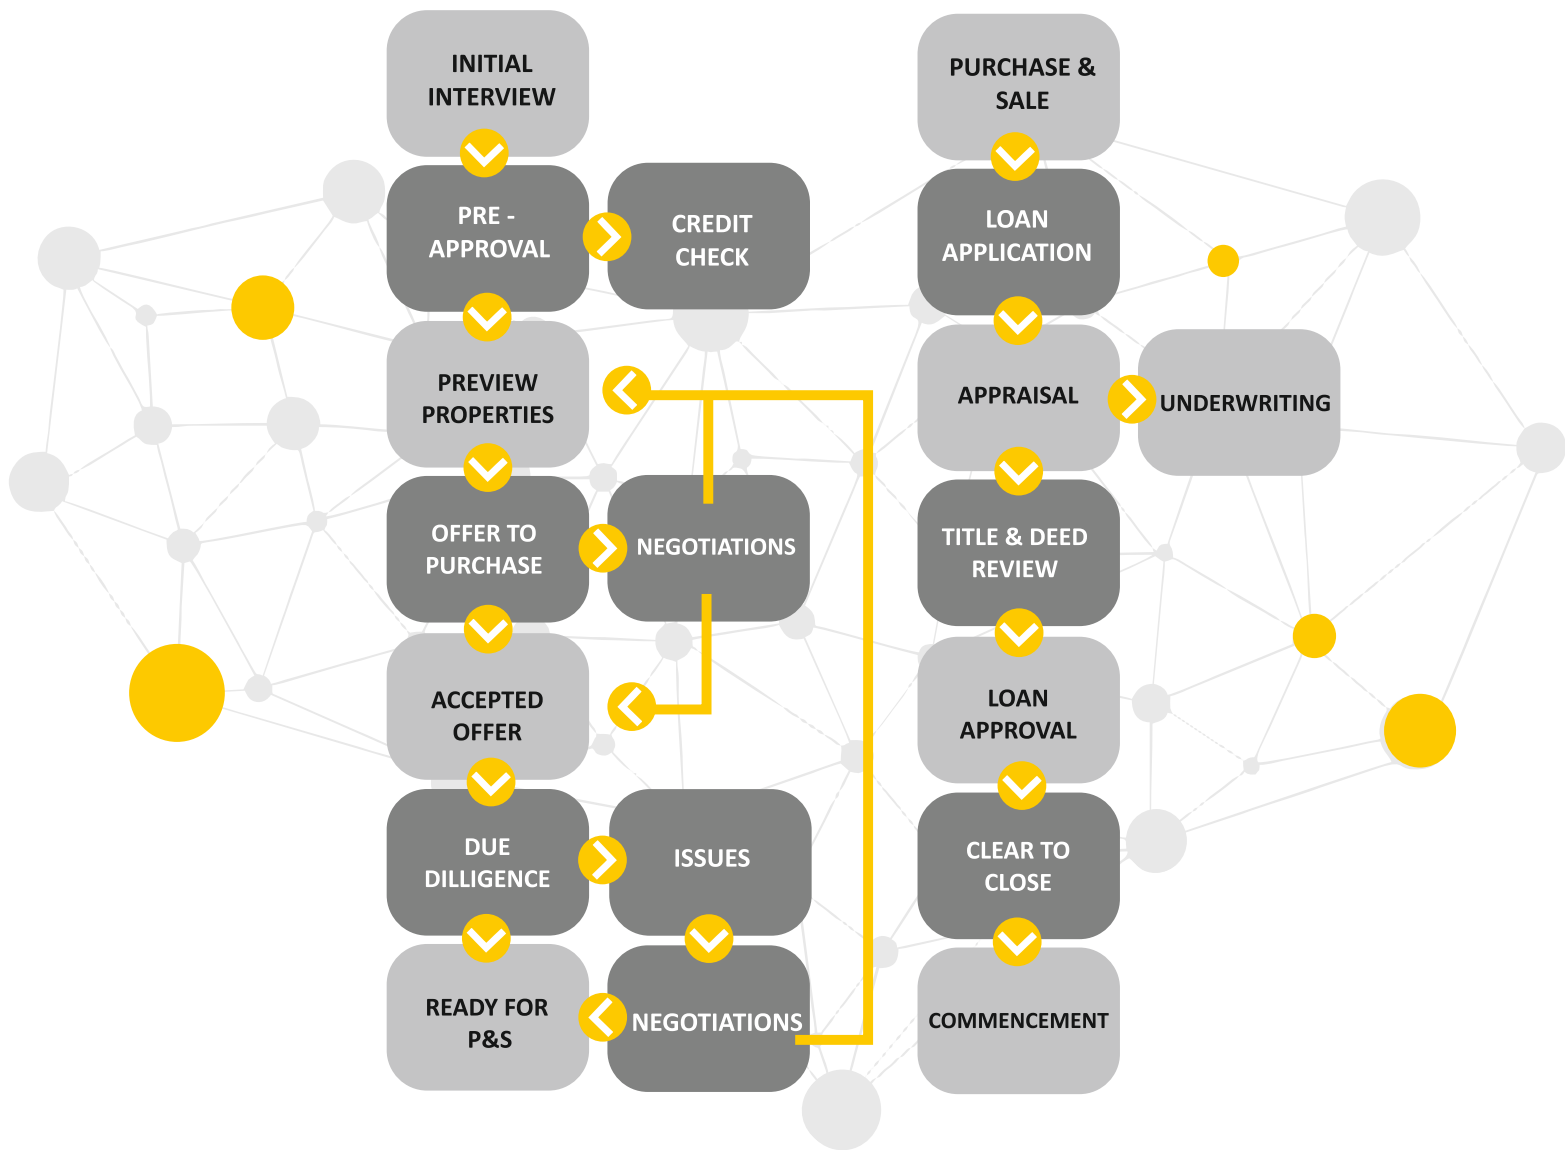 INITIAL
INTERVIEW
PRE -
APPROVAL
CREDIT
CHECK
PREVIEW
PROPERTIES
OFFER TO
PURCHASE
NEGOTIATIONS
ACCEPTED
OFFER
DUE
DILLIGENCE
ISSUES
READY FOR
P&S
NEGOTIATIONS
PURCHASE &
SALE
LOAN
APPLICATION
APPRAISAL
UNDERWRITING
TITLE & DEED
REVIEW
LOAN
APPROVAL
CLEAR TO
CLOSE
COMMENCEMENT